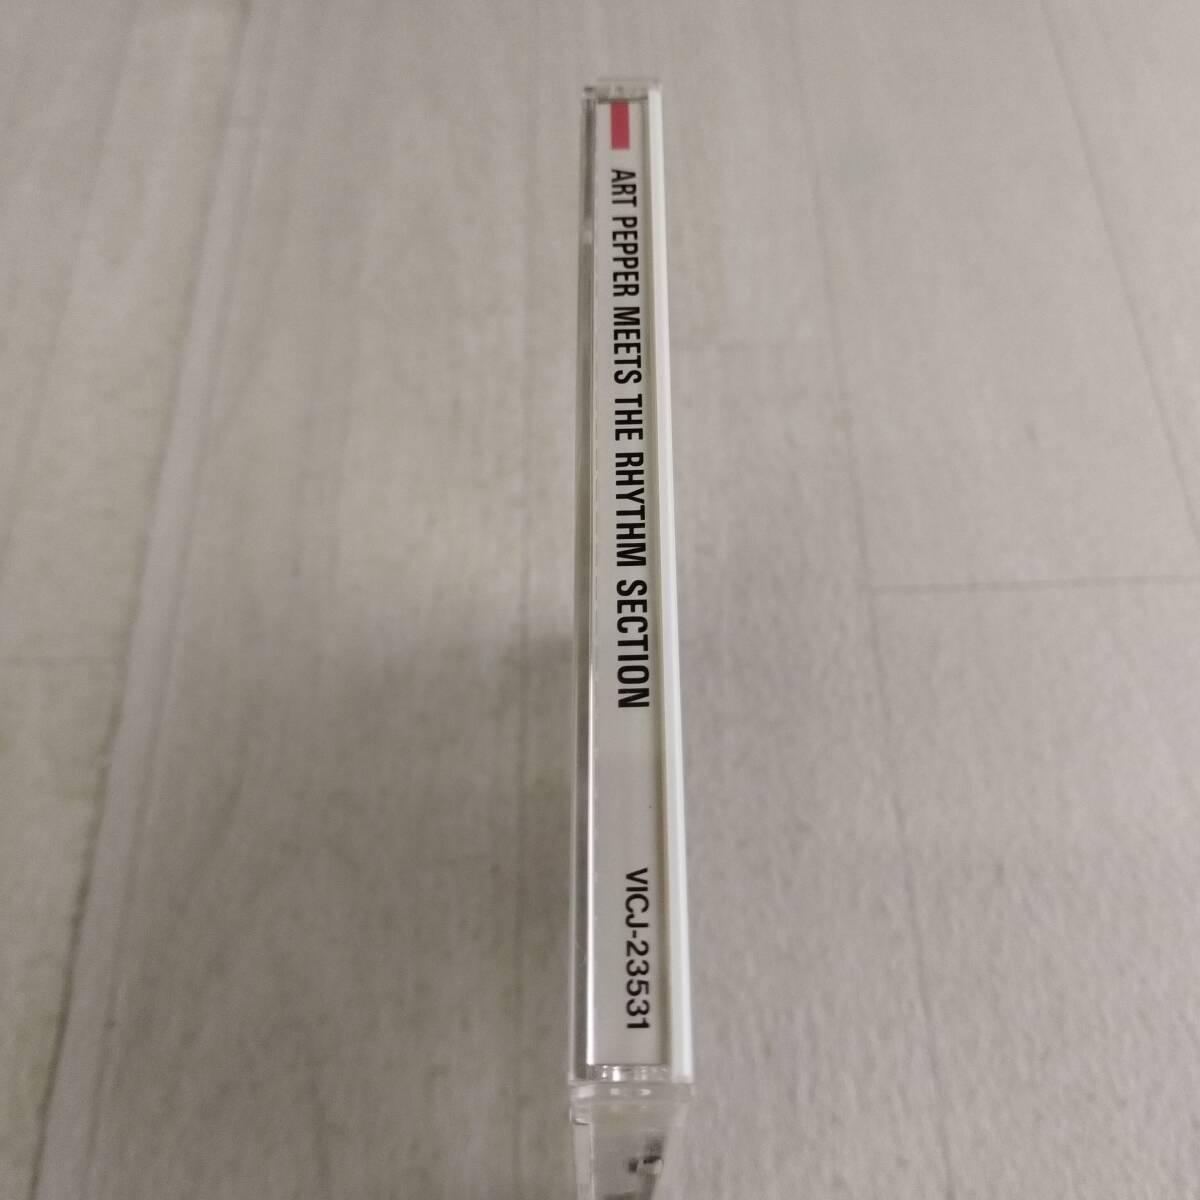 ART PEPPER MEETS THE RHYTHM SECTION
VICJ-23531